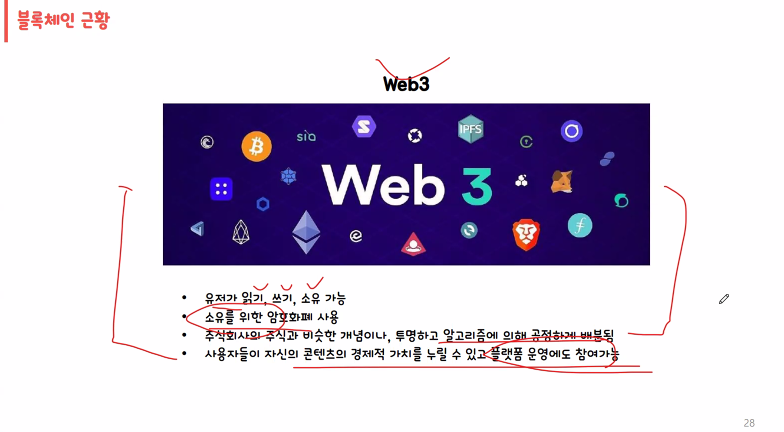 블록체인 근황
Web3
sia
IPFS
Web 3
• 유저가 읽기, 쓰기, 소유 가능
• 소유를 위한 암호화폐 사용
• 주식회사의 주식과 비슷한 개념이나, 투명하고 알고리즘에 의해 공정하게 배분됨
• 사용자들이 자신의 콘텐츠의 경제적 가치를 누릴 수 있고 플랫폼 운영에도 참여가능
28